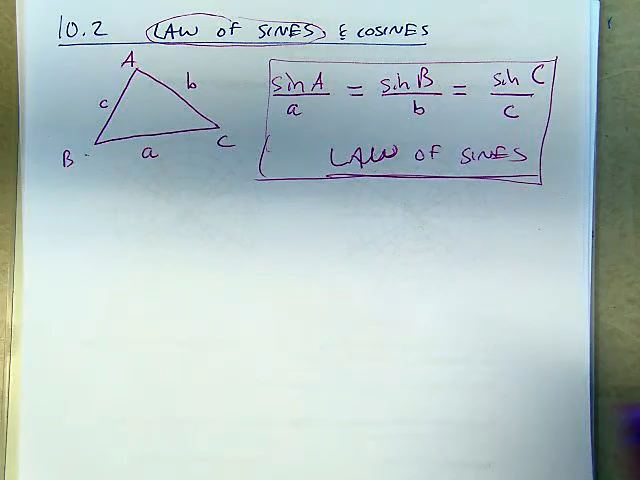 10.2 LAW OF SINES & COSINES
A
c b
B a C
sin A / a = sin B / b = sin C / c
LAW OF SINES